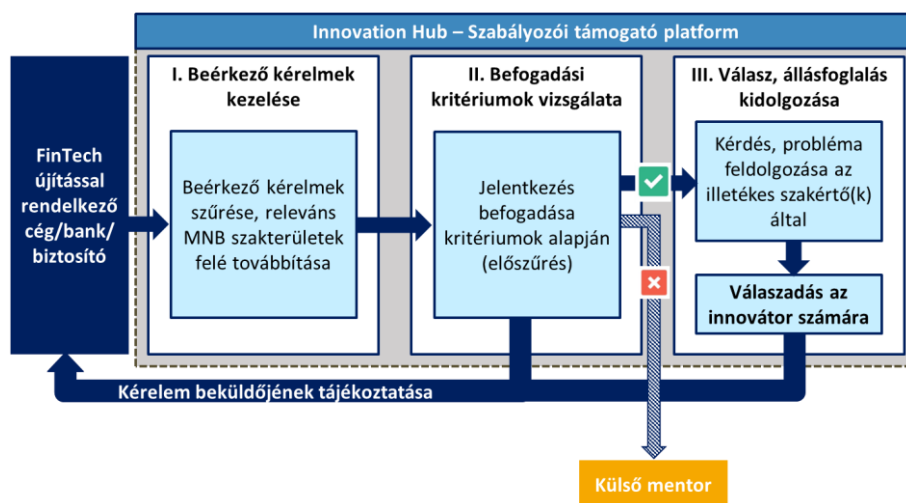 Innovation Hub – Szabályozói támogató platform
FinTech
újítással
rendelkező
cég/bank/
biztosító
I. Beérkező kérelmek
kezelése
Beérkező kérelmek
szűrése, releváns
MNB szakterületek
felé továbbítása
II. Befogadási
kritériumok vizsgálata
Jelentkezés
befogadása
kritériumok alapján
(előszűrés)
III. Válasz, állásfoglalás
kidolgozása
Kérdés, probléma
feldolgozása az
illetékes szakértő(k)
által
Válaszadás az
innovátor számára
Kérelem beküldőjének tájékoztatása
Külső mentor